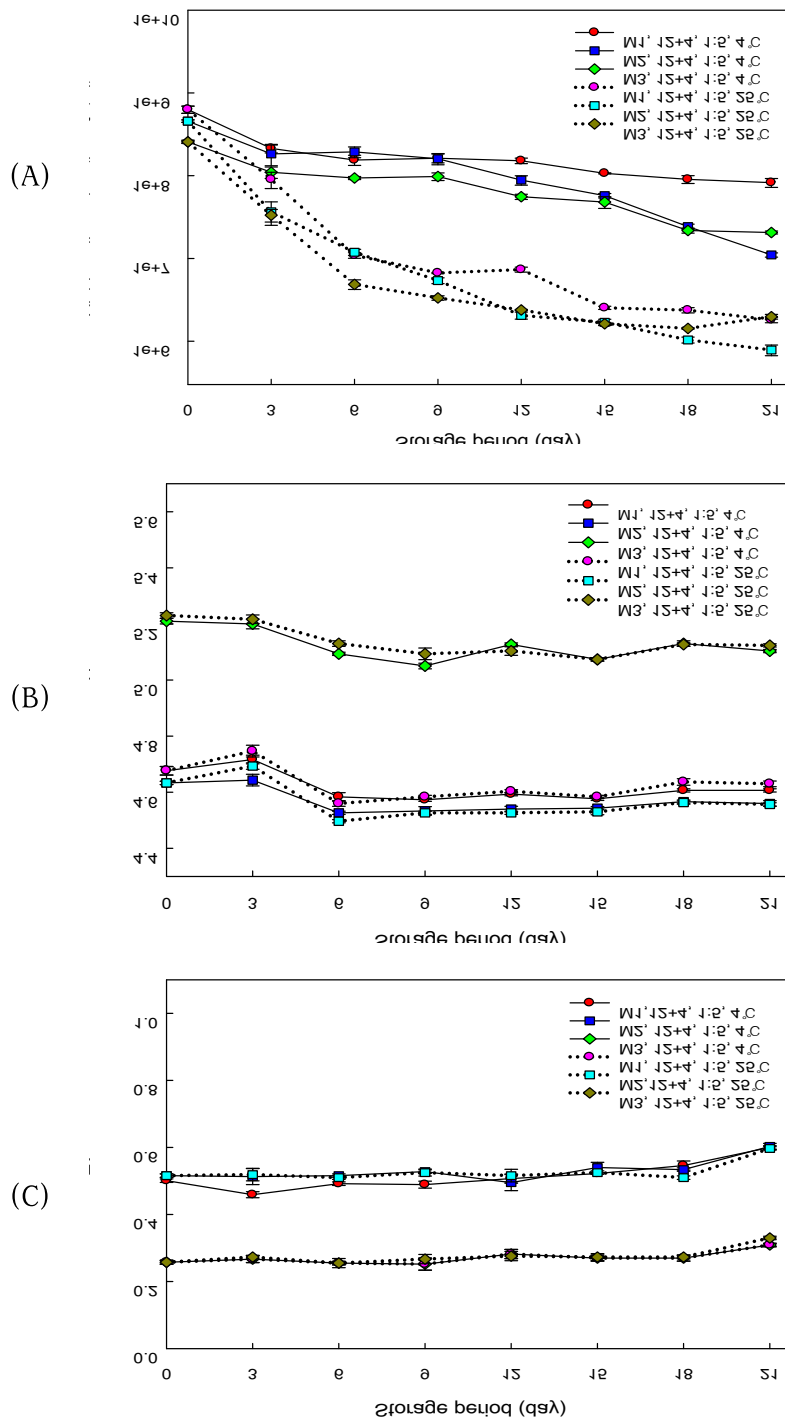 (A)
1e+10
1e+9
1e+8
1e+7
1e+6
M1, 12+4, 1:5, 4℃
M2, 12+4, 1:5, 4℃
M3, 12+4, 1:5, 4℃
M1, 12+4, 1:5, 25℃
M2, 12+4, 1:5, 25℃
M3, 12+4, 1:5, 25℃
0 3 6 9 12 15 18 21
Storage period (day)
(B)
5.6
5.4
5.2
5.0
4.8
4.6
4.4
M1, 12+4, 1:5, 4℃
M2, 12+4, 1:5, 4℃
M3, 12+4, 1:5, 4℃
M1, 12+4, 1:5, 25℃
M2, 12+4, 1:5, 25℃
M3, 12+4, 1:5, 25℃
0 3 6 9 12 15 18 21
Storage period (day)
(C)
1.0
0.8
0.6
0.4
0.2
0.0
M1,12+4, 1:5, 4℃
M2, 12+4, 1:5, 4℃
M3, 12+4, 1:5, 4℃
M1, 12+4, 1:5, 25℃
M2,12+4, 1:5, 25℃
M3, 12+4, 1:5, 25℃
0 3 6 9 12 15 18 21
Storage period (day)